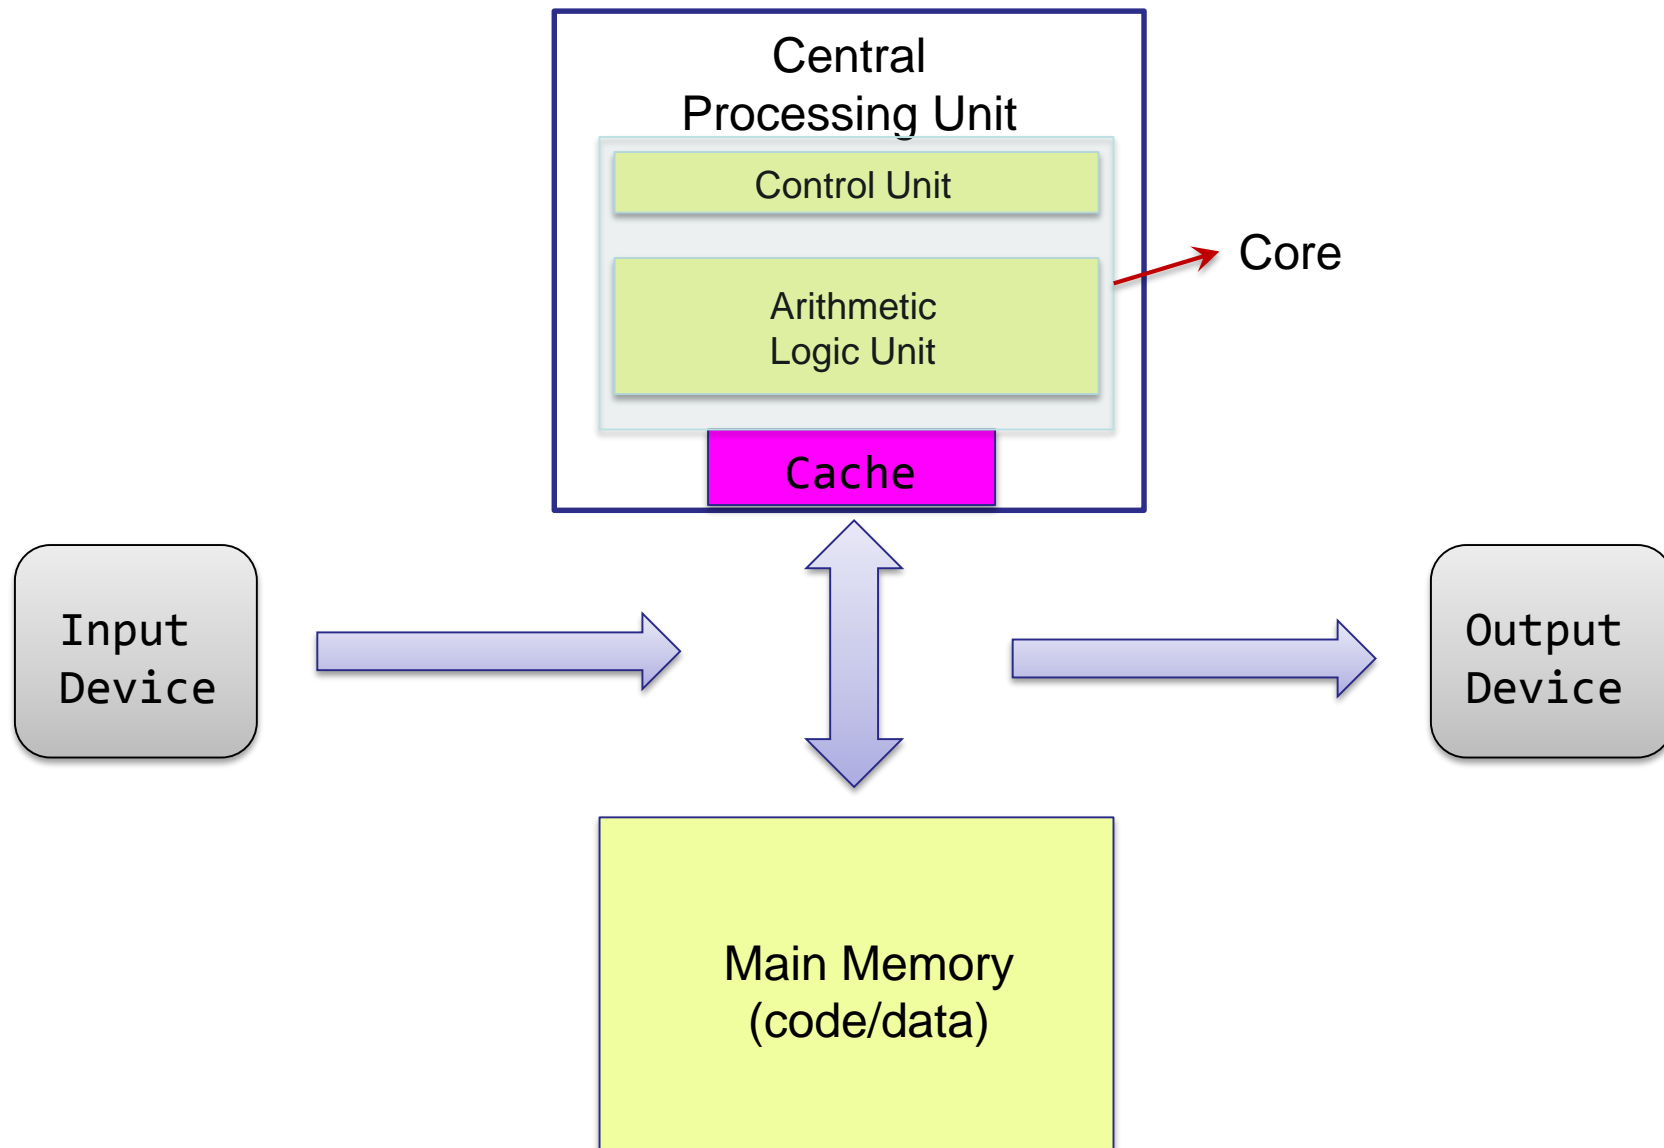 Central
Processing Unit
Control Unit
Core
Arithmetic
Logic Unit
Cache
Input
Device
Output
Device
Main Memory
(code/data)